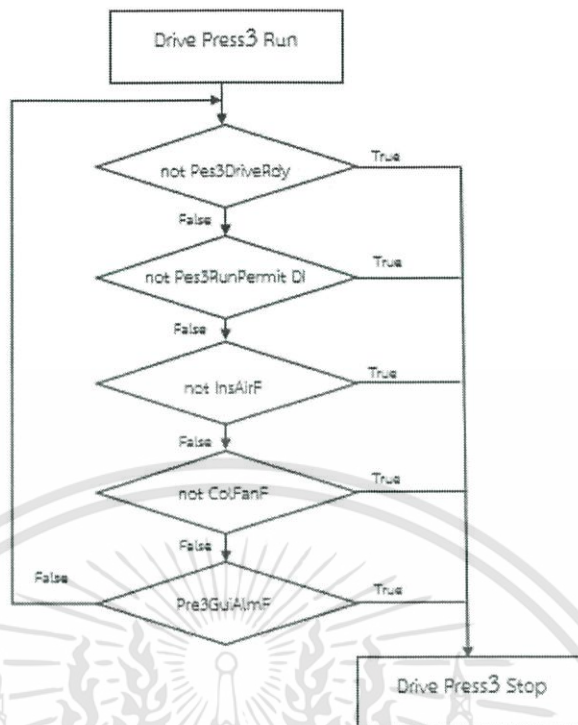 Drive Press3 Run
not Pes3DriveRdy
True
False
not Pes3RunPermit DI
True
False
not InsAirF
True
False
not ColFanF
True
False
Pre3GuiAlmF
False
True
Drive Press3 Stop